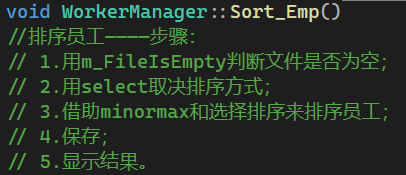 void WorkerManager::Sort_Emp()
//排序员工----步骤：
// 1.用m_FileIsEmpty判断文件是否为空；
// 2.用select取决排序方式；
// 3.借助minormax和选择排序来排序员工；
// 4.保存；
// 5.显示结果。